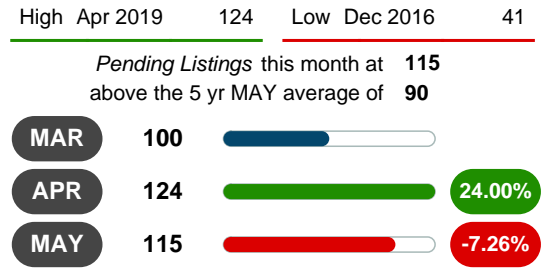 High Apr 2019 124 Low Dec 2016 41
Pending Listings this month at 115
above the 5 yr MAY average of 90
MAR 100
APR 124 24.00%
MAY 115 -7.26%